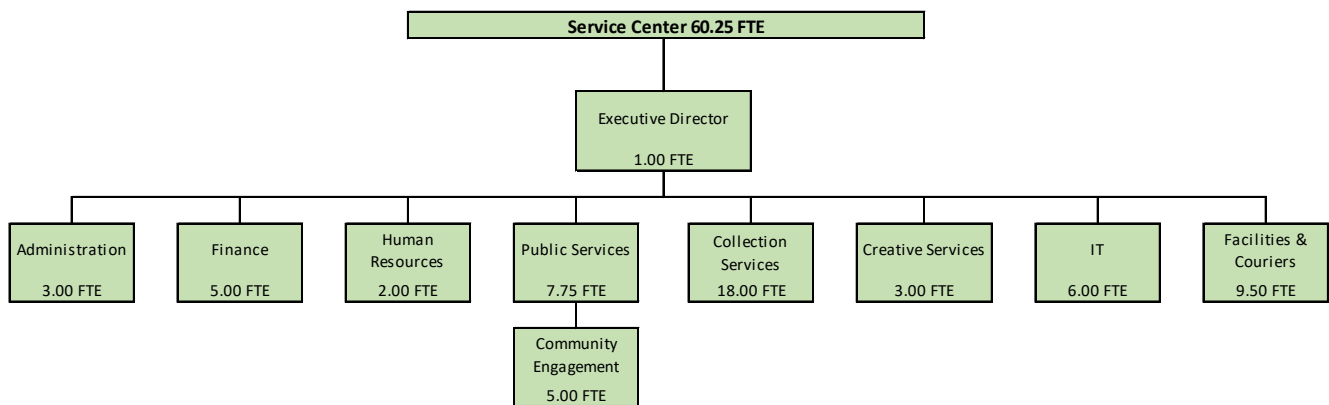 Service Center 60.25 FTE
Executive Director
1.00 FTE
Administration
3.00 FTE
Finance
5.00 FTE
Human
Resources
2.00 FTE
Public Services
7.75 FTE
Collection
Services
18.00 FTE
Creative Services
3.00 FTE
IT
6.00 FTE
Facilities &
Couriers
9.50 FTE
Community
Engagement
5.00 FTE